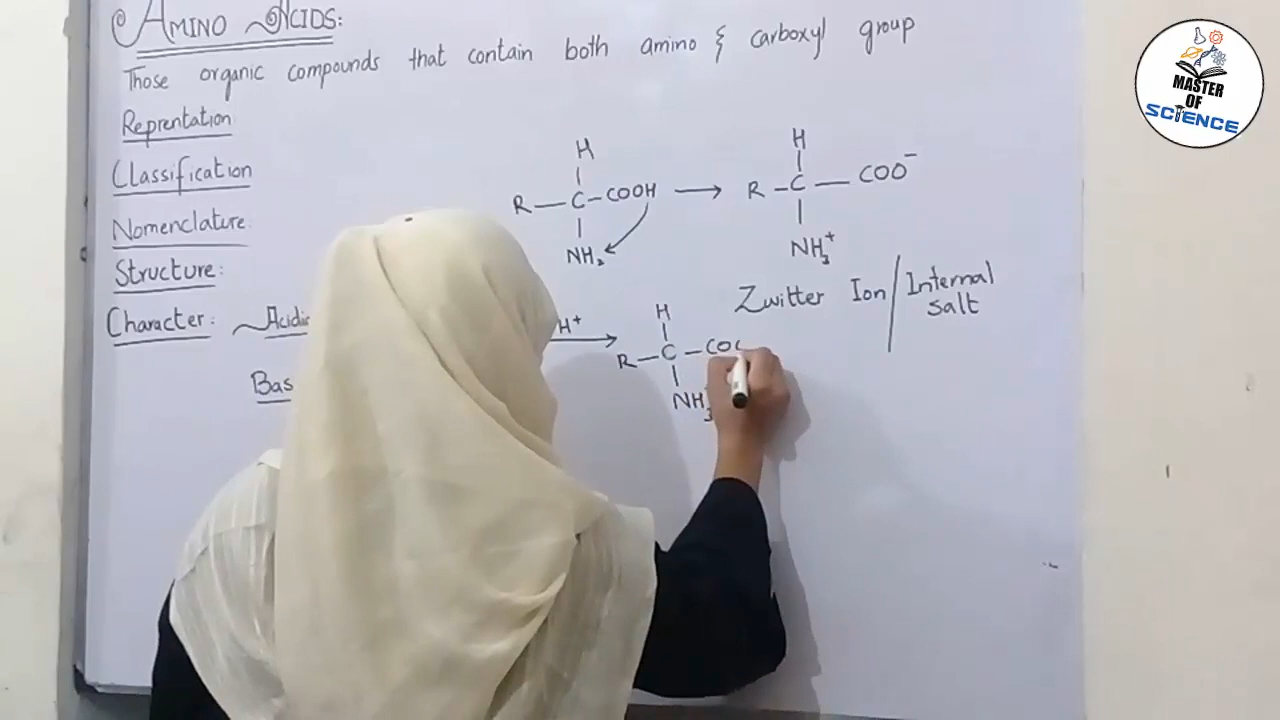 AMINO ACIDS:
Those organic compounds that contain both amino & carboxyl group
Reprentation
Classification
Nomenclature
Structure:
Character: Acidic
Bas
H
R — C — COOH → 
NH₂
H
R — C — COO⁻
NH₃⁺
Zwitter Ion / Internal salt
H⁺
H
R — C — COO
NH₃
MASTER
OF
SCIENCE